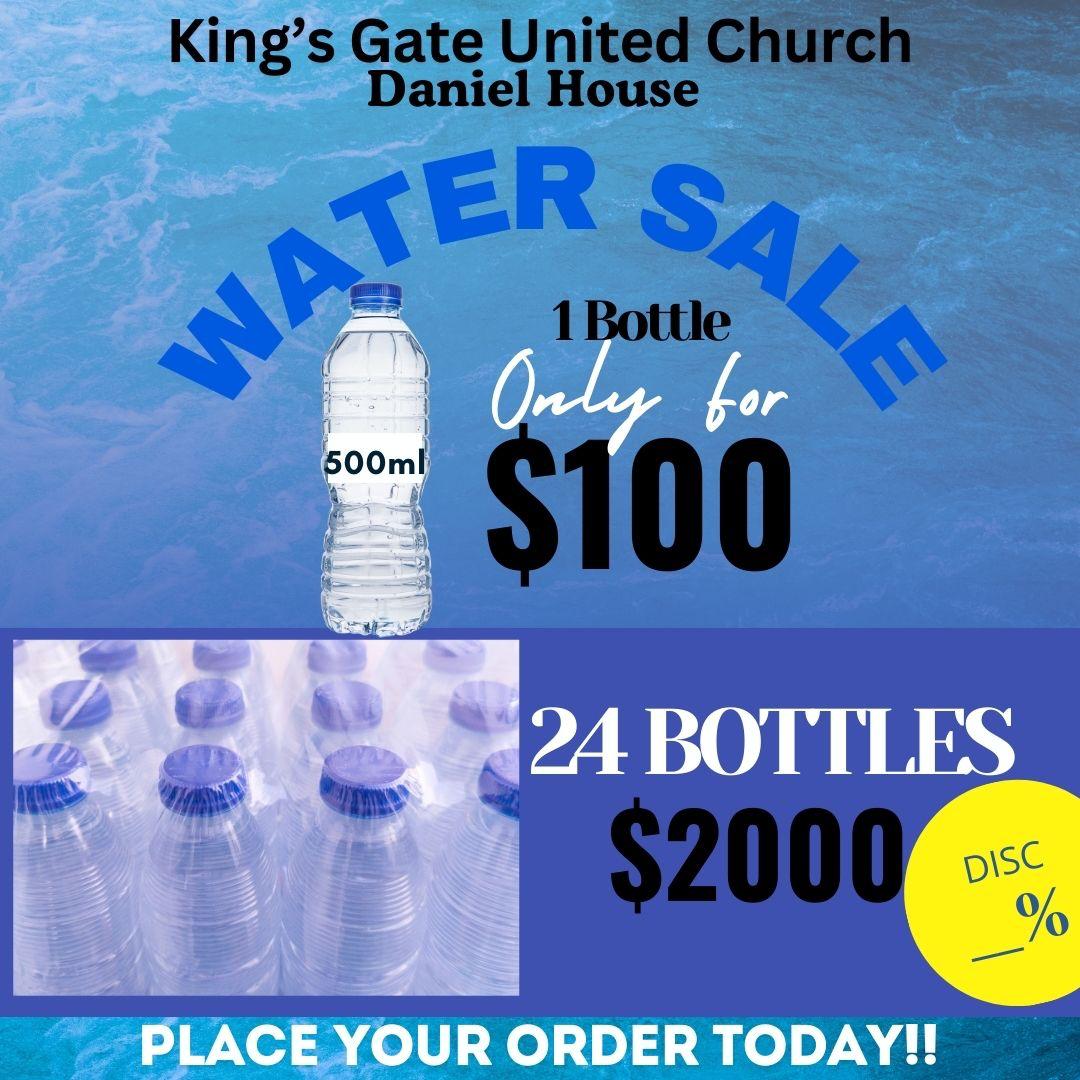 King's Gate United Church
Daniel House
WATER SALE
1 Bottle
Only for
$100
500ml
24 BOTTLES
$2000
DISC
__%
PLACE YOUR ORDER TODAY!!